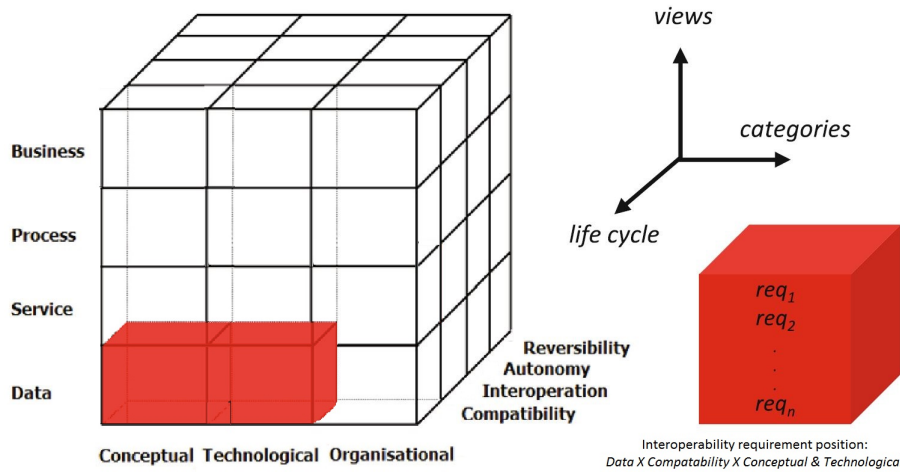 views
categories
life cycle
Business
Process
Service
Data
Reversibility
Autonomy
Interoperation
Compatibility
Conceptual Technological Organisational
req1
req2
.
.
.
reqn
Interoperability requirement position:
Data X Compatability X Conceptual & Technologica